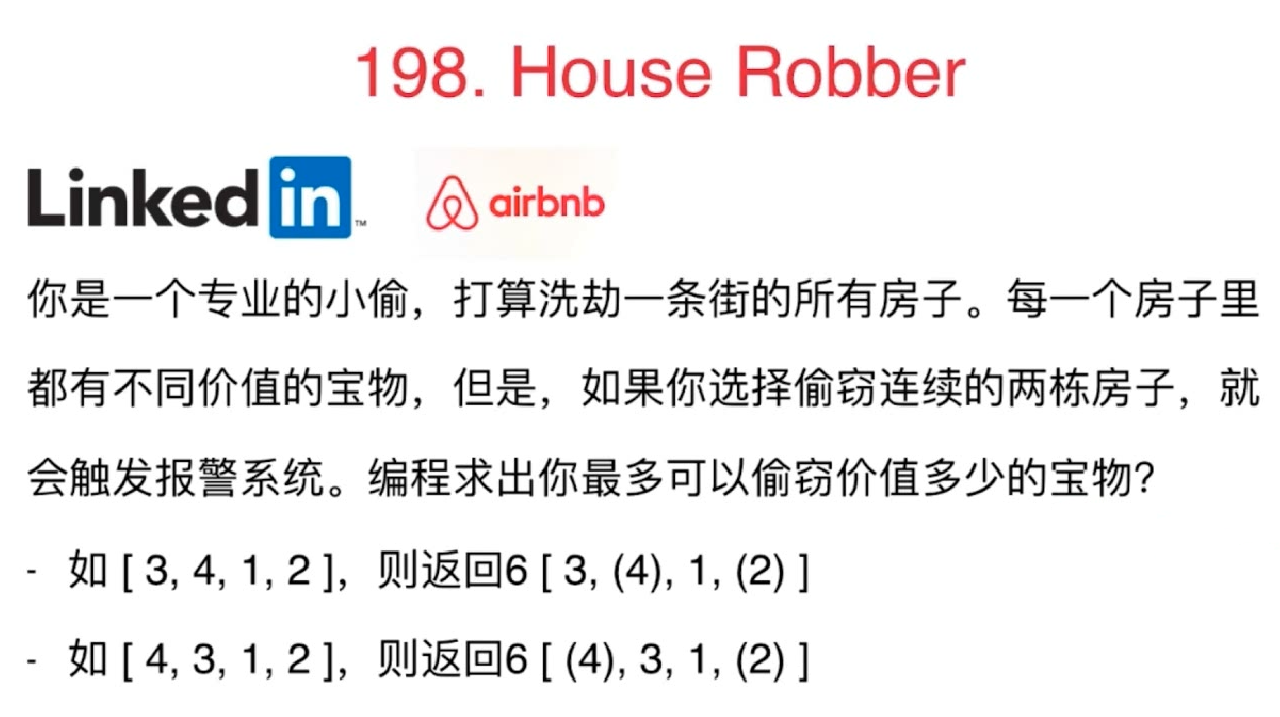 198. House Robber
Linked in™ airbnb
你是一个专业的小偷，打算洗劫一条街的所有房子。每一个房子里
都有不同价值的宝物，但是，如果你选择偷窃连续的两栋房子，就
会触发报警系统。编程求出你最多可以偷窃价值多少的宝物？
- 如 [ 3, 4, 1, 2 ]，则返回6 [ 3, (4), 1, (2) ]
- 如 [ 4, 3, 1, 2 ]，则返回6 [ (4), 3, 1, (2) ]